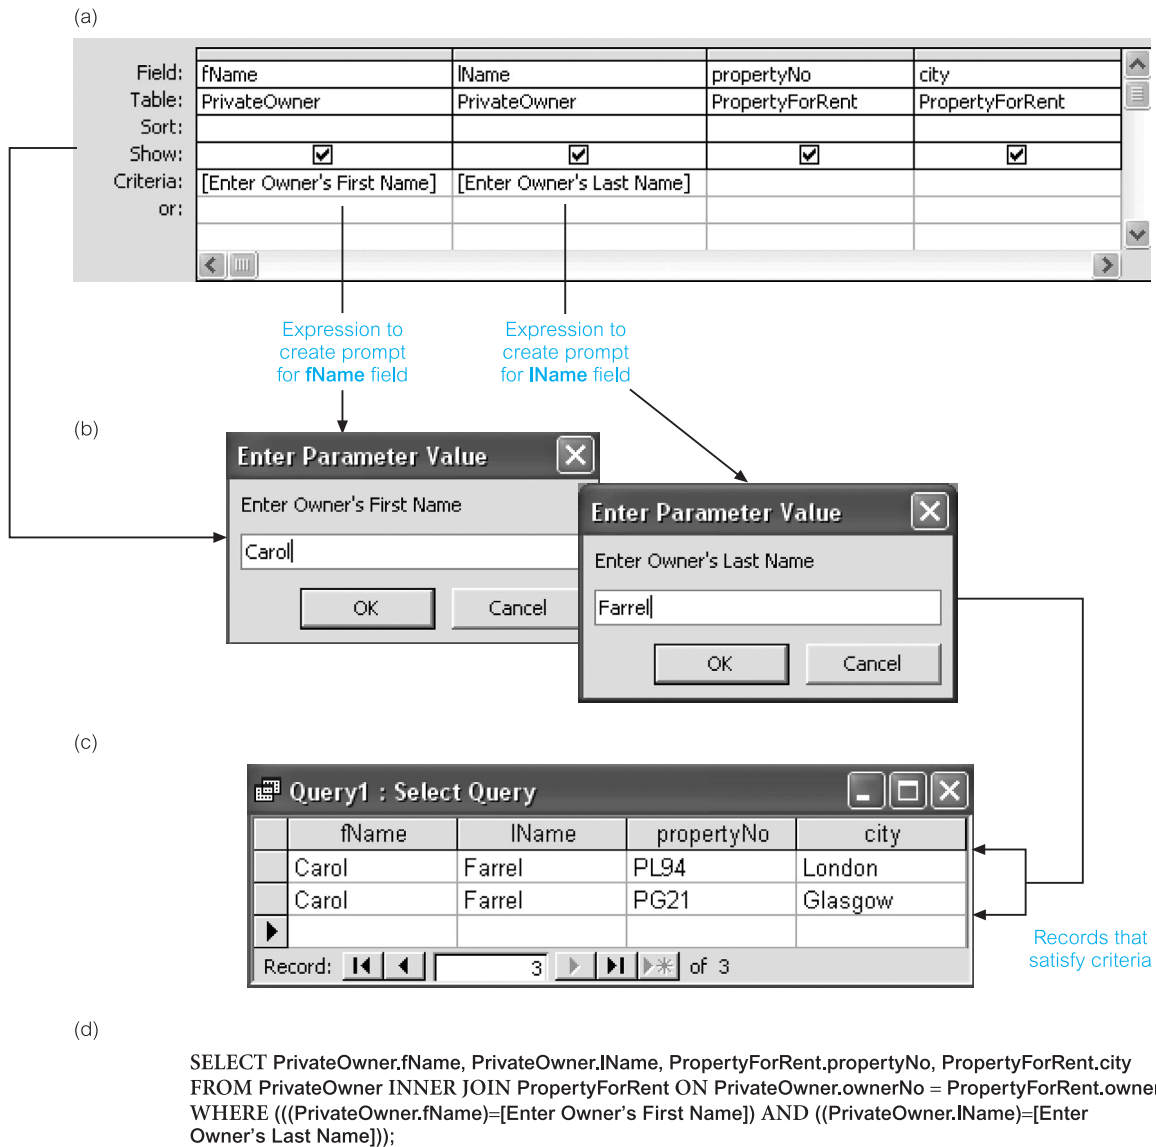 (a)
Field: fName lName propertyNo city
Table: PrivateOwner PrivateOwner PropertyForRent PropertyForRent
Sort:
Show:
Criteria: [Enter Owner's First Name] [Enter Owner's Last Name]
or:
Expression to
create prompt
for fName field
Expression to
create prompt
for lName field
(b)
Enter Parameter Value
Enter Owner's First Name
Carol
OK Cancel
Enter Parameter Value
Enter Owner's Last Name
Farrel
OK Cancel
(c)
Query1 : Select Query
fName lName propertyNo city
Carol Farrel PL94 London
Carol Farrel PG21 Glasgow
Record: 3 of 3
Records that
satisfy criteria
(d)
SELECT PrivateOwner.fName, PrivateOwner.lName, PropertyForRent.propertyNo, PropertyForRent.city
FROM PrivateOwner INNER JOIN PropertyForRent ON PrivateOwner.ownerNo = PropertyForRent.owner
WHERE (((PrivateOwner.fName)=[Enter Owner's First Name]) AND ((PrivateOwner.lName)=[Enter
Owner's Last Name]));